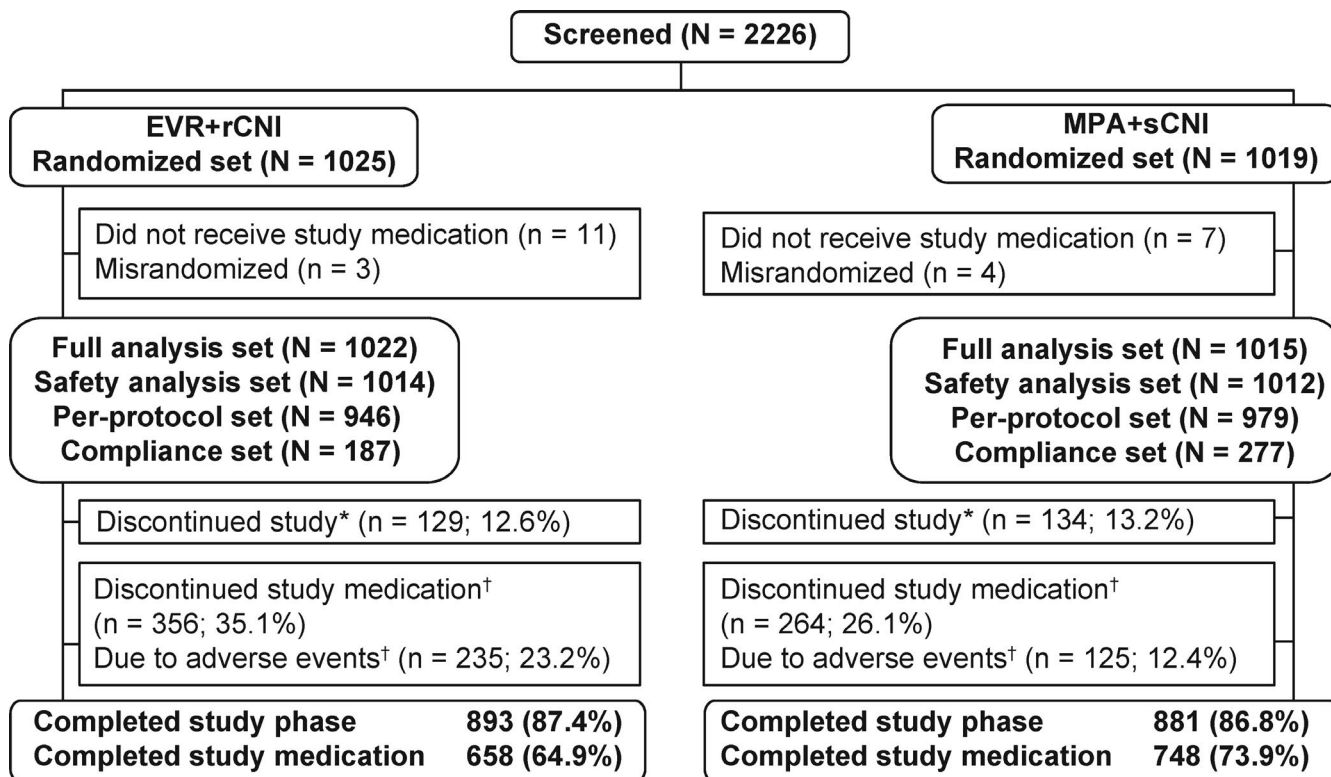 Screened (N = 2226)
EVR+rCNI
Randomized set (N = 1025)
MPA+sCNI
Randomized set (N = 1019)
Did not receive study medication (n = 11)
Misrandomized (n = 3)
Did not receive study medication (n = 7)
Misrandomized (n = 4)
Full analysis set (N = 1022)
Safety analysis set (N = 1014)
Per-protocol set (N = 946)
Compliance set (N = 187)
Full analysis set (N = 1015)
Safety analysis set (N = 1012)
Per-protocol set (N = 979)
Compliance set (N = 277)
Discontinued study* (n = 129; 12.6%)
Discontinued study* (n = 134; 13.2%)
Discontinued study medication†
(n = 356; 35.1%)
Due to adverse events† (n = 235; 23.2%)
Discontinued study medication†
(n = 264; 26.1%)
Due to adverse events† (n = 125; 12.4%)
Completed study phase 893 (87.4%)
Completed study medication 658 (64.9%)
Completed study phase 881 (86.8%)
Completed study medication 748 (73.9%)